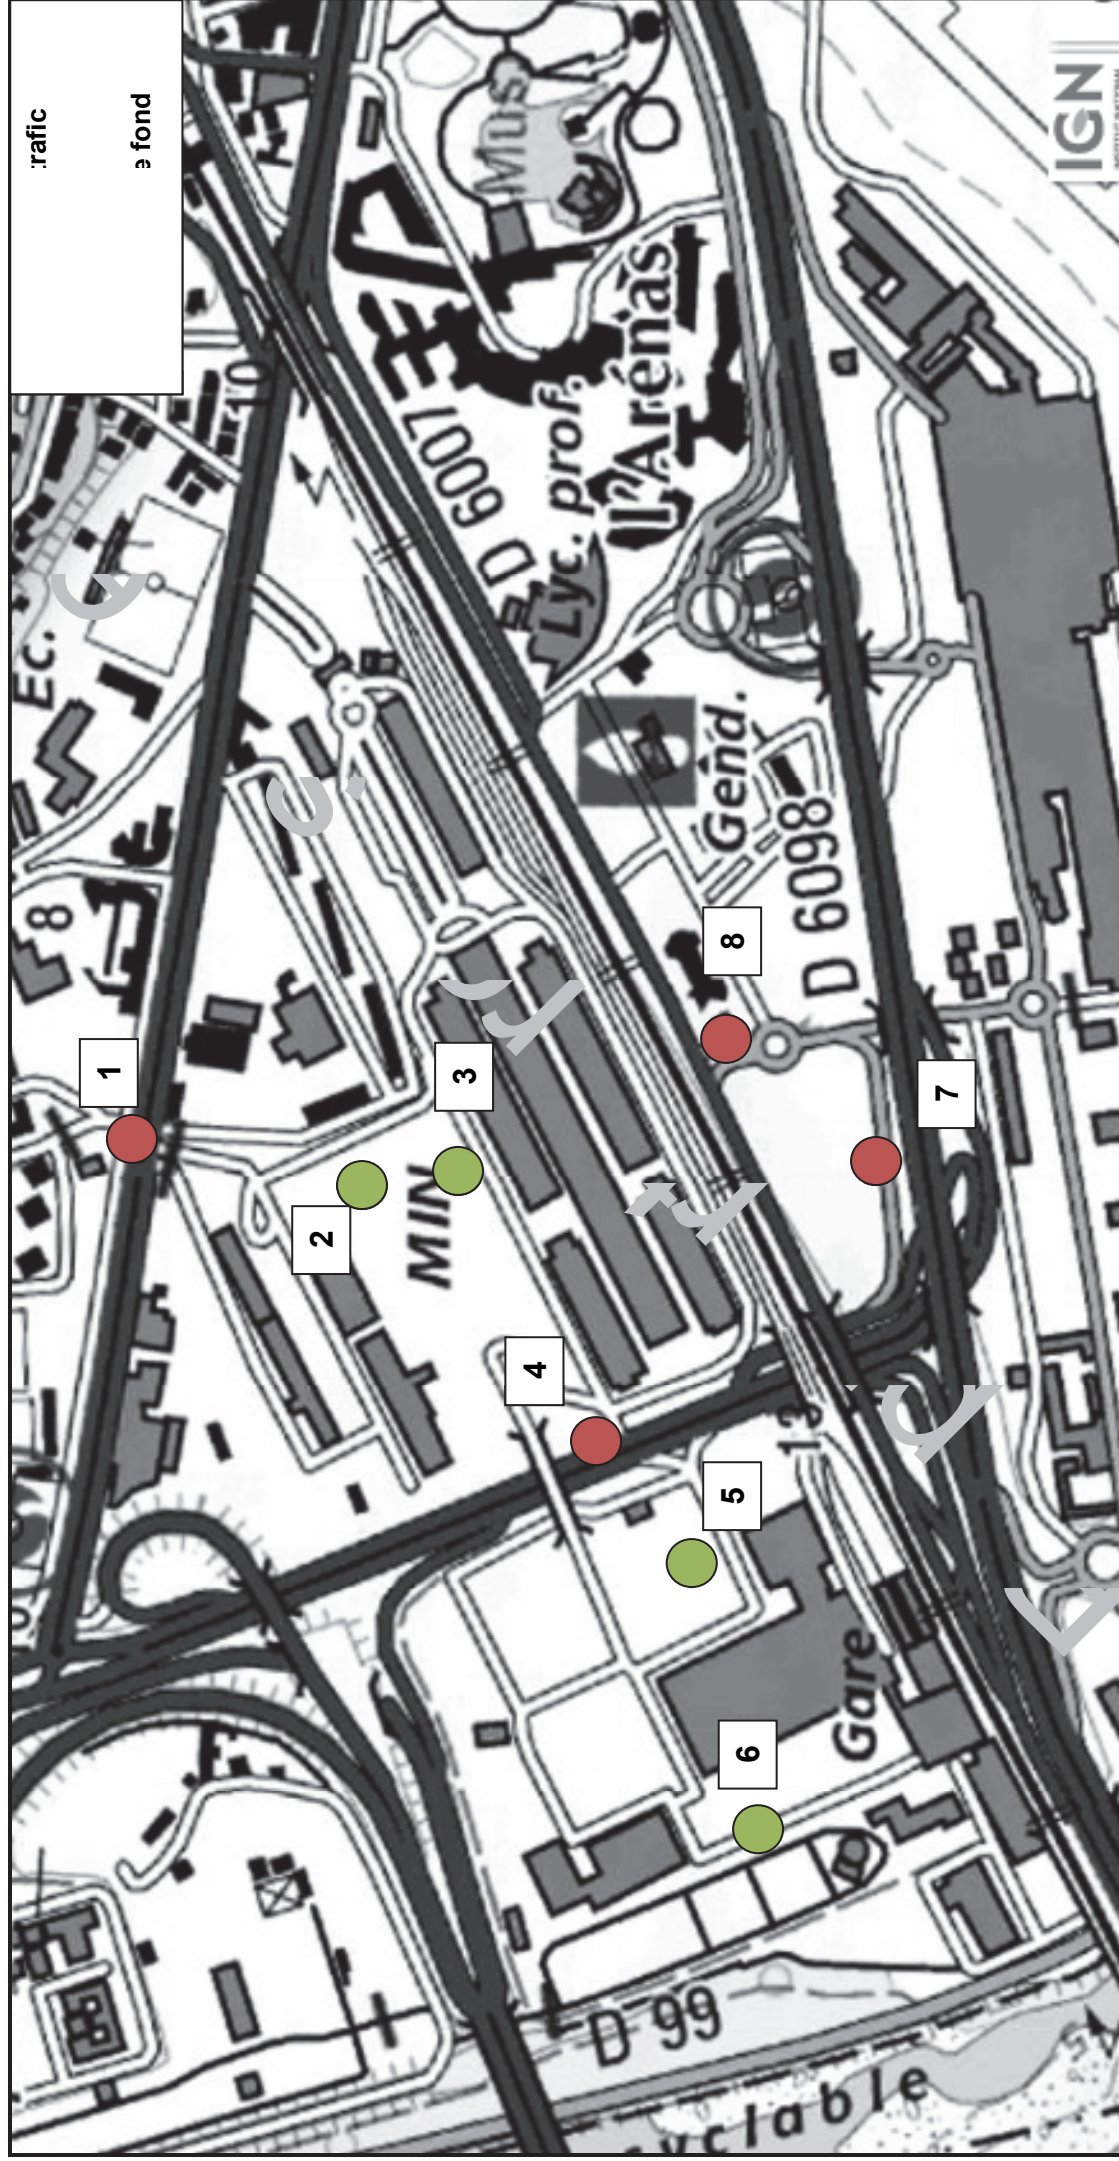 rafic
e fond
IGN
Mus
Arénas
Lyc. prof.
D 6007
10
Ec.
8
1
2
3
MIN
4
5
13
6
Gare
7
8
Gend.
D 6098
D 99
cyclable